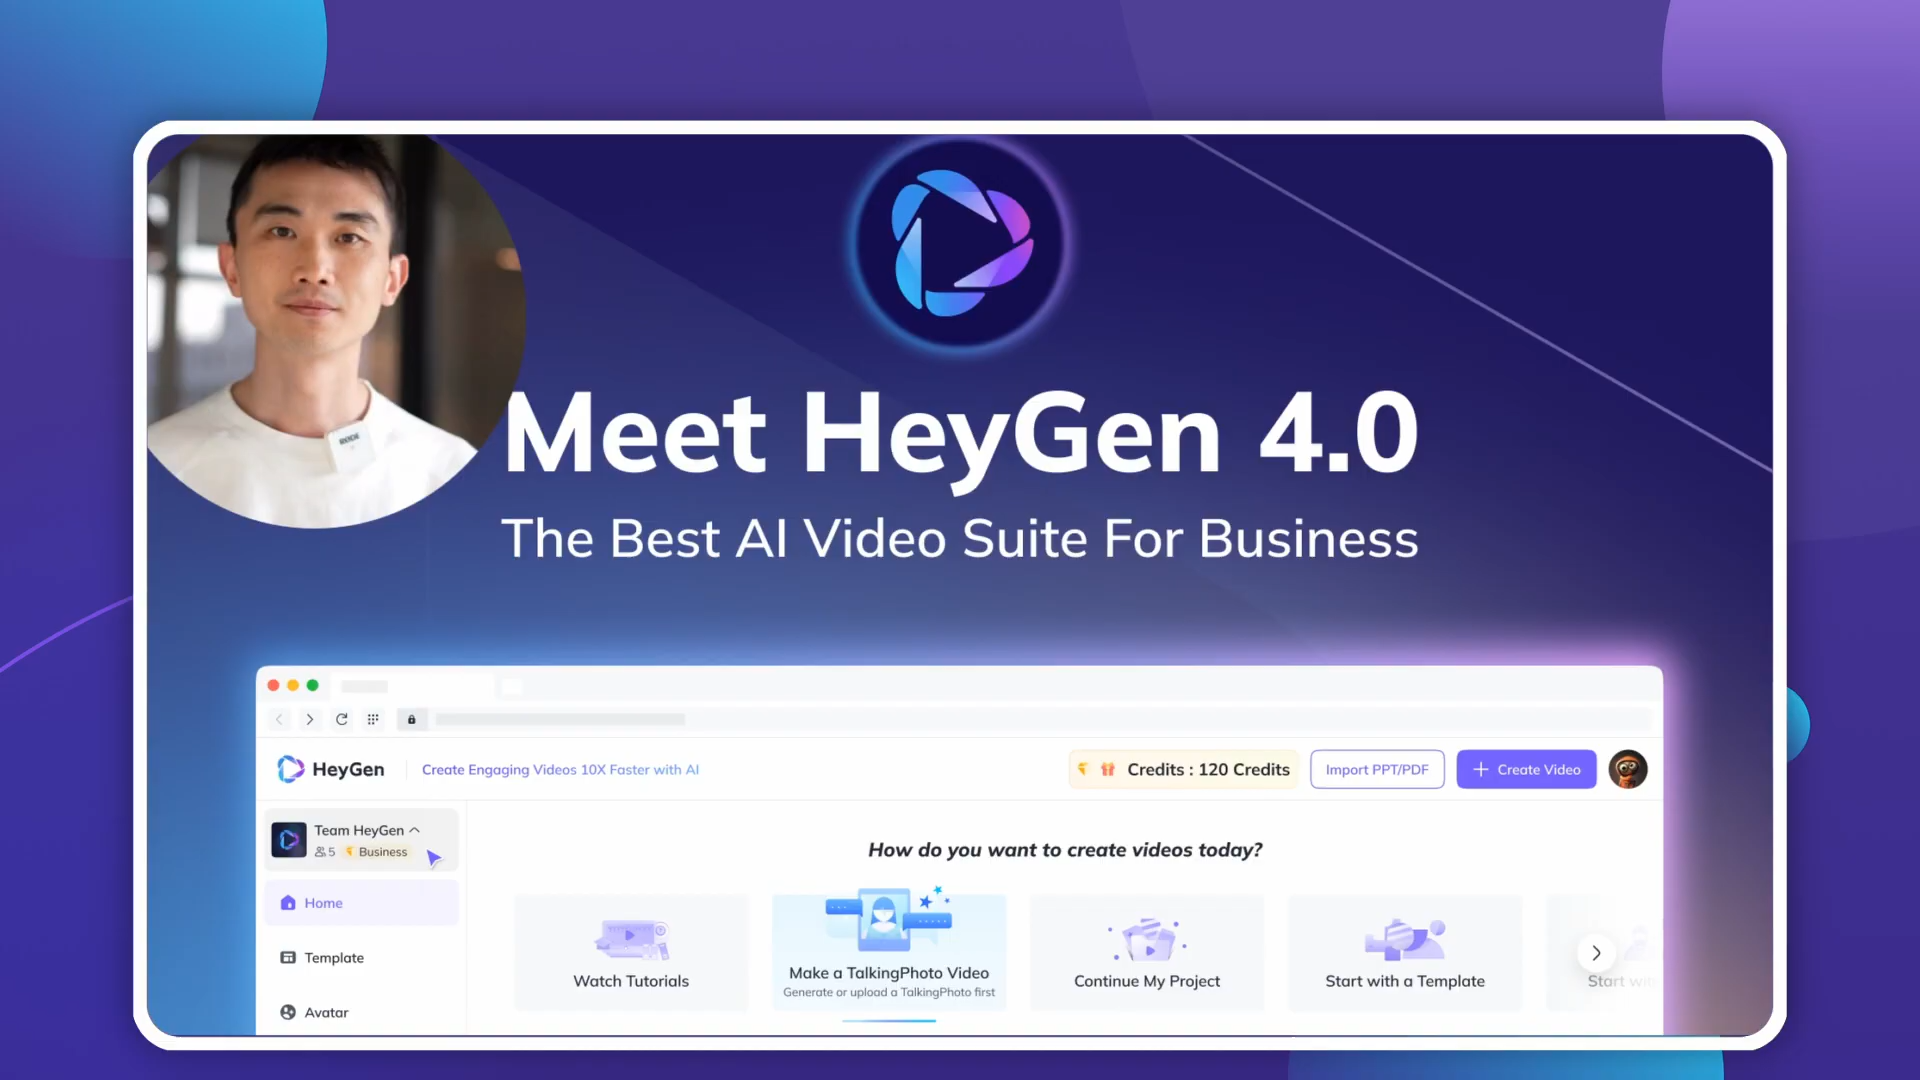 RODE
Meet HeyGen 4.0
The Best AI Video Suite For Business
HeyGen
Create Engaging Videos 10X Faster with AI
Credits : 120 Credits
Import PPT/PDF
Create Video
Team HeyGen
5
Business
How do you want to create videos today?
Home
Template
Avatar
Watch Tutorials
Make a TalkingPhoto Video
Generate or upload a TalkingPhoto first
Continue My Project
Start with a Template
Start